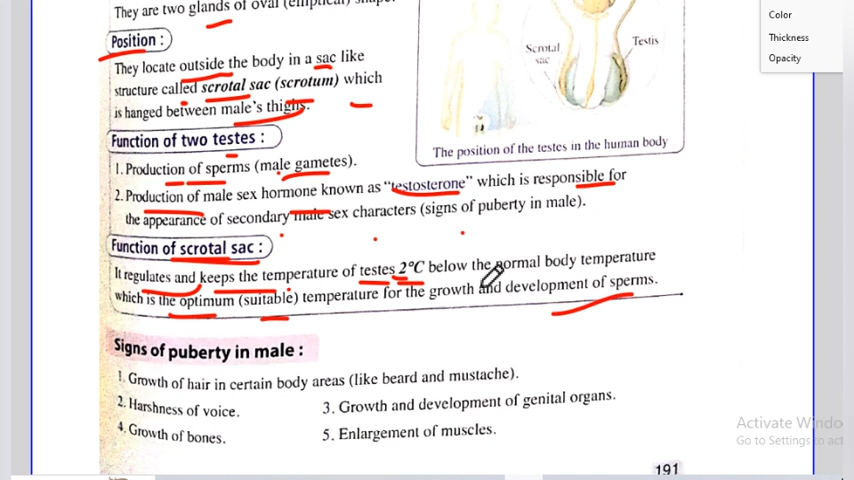 They are two glands of oval (elliptical) shape.
Position :
They locate outside the body in a sac like
structure called scrotal sac (scrotum) which
is hanged between male's thighs.
Function of two testes :
1. Production of sperms (male gametes).
2. Production of male sex hormone known as "testosterone" which is responsible for
the appearance of secondary male sex characters (signs of puberty in male).
Function of scrotal sac :
It regulates and keeps the temperature of testes 2°C below the normal body temperature
which is the optimum (suitable) temperature for the growth and development of sperms.
Signs of puberty in male :
1. Growth of hair in certain body areas (like beard and mustache).
2. Harshness of voice.
3. Growth and development of genital organs.
4. Growth of bones.
5. Enlargement of muscles.
191
Scrotal
sac
Testis
The position of the testes in the human body
Color
Thickness
Opacity
Activate Windo
Go to Settings to act